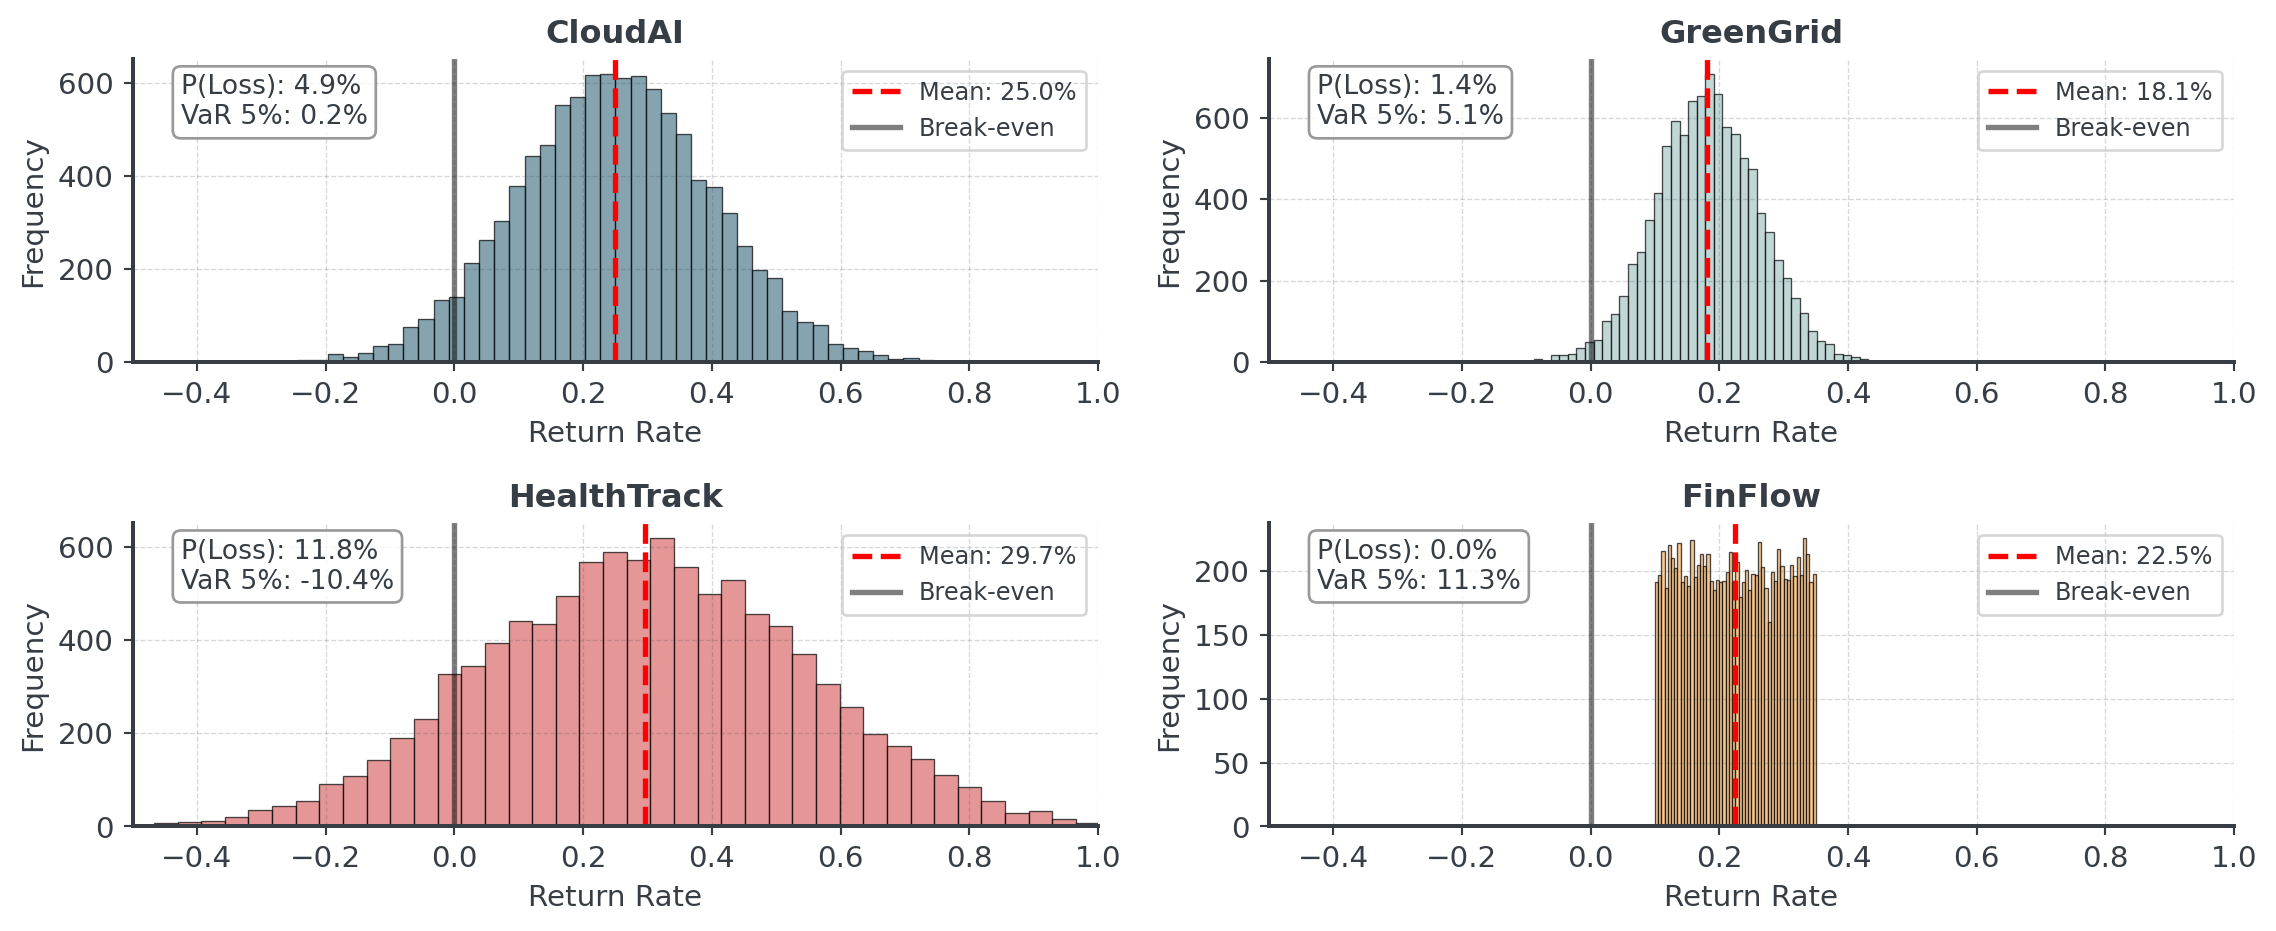 CloudAI
P(Loss): 4.9%
VaR 5%: 0.2%
Mean: 25.0%
Break-even
Frequency
600
400
200
0
−0.4 −0.2 0.0 0.2 0.4 0.6 0.8 1.0
Return Rate
GreenGrid
P(Loss): 1.4%
VaR 5%: 5.1%
Mean: 18.1%
Break-even
Frequency
600
400
200
0
−0.4 −0.2 0.0 0.2 0.4 0.6 0.8 1.0
Return Rate
HealthTrack
P(Loss): 11.8%
VaR 5%: -10.4%
Mean: 29.7%
Break-even
Frequency
600
400
200
0
−0.4 −0.2 0.0 0.2 0.4 0.6 0.8 1.0
Return Rate
FinFlow
P(Loss): 0.0%
VaR 5%: 11.3%
Mean: 22.5%
Break-even
Frequency
200
150
100
50
0
−0.4 −0.2 0.0 0.2 0.4 0.6 0.8 1.0
Return Rate